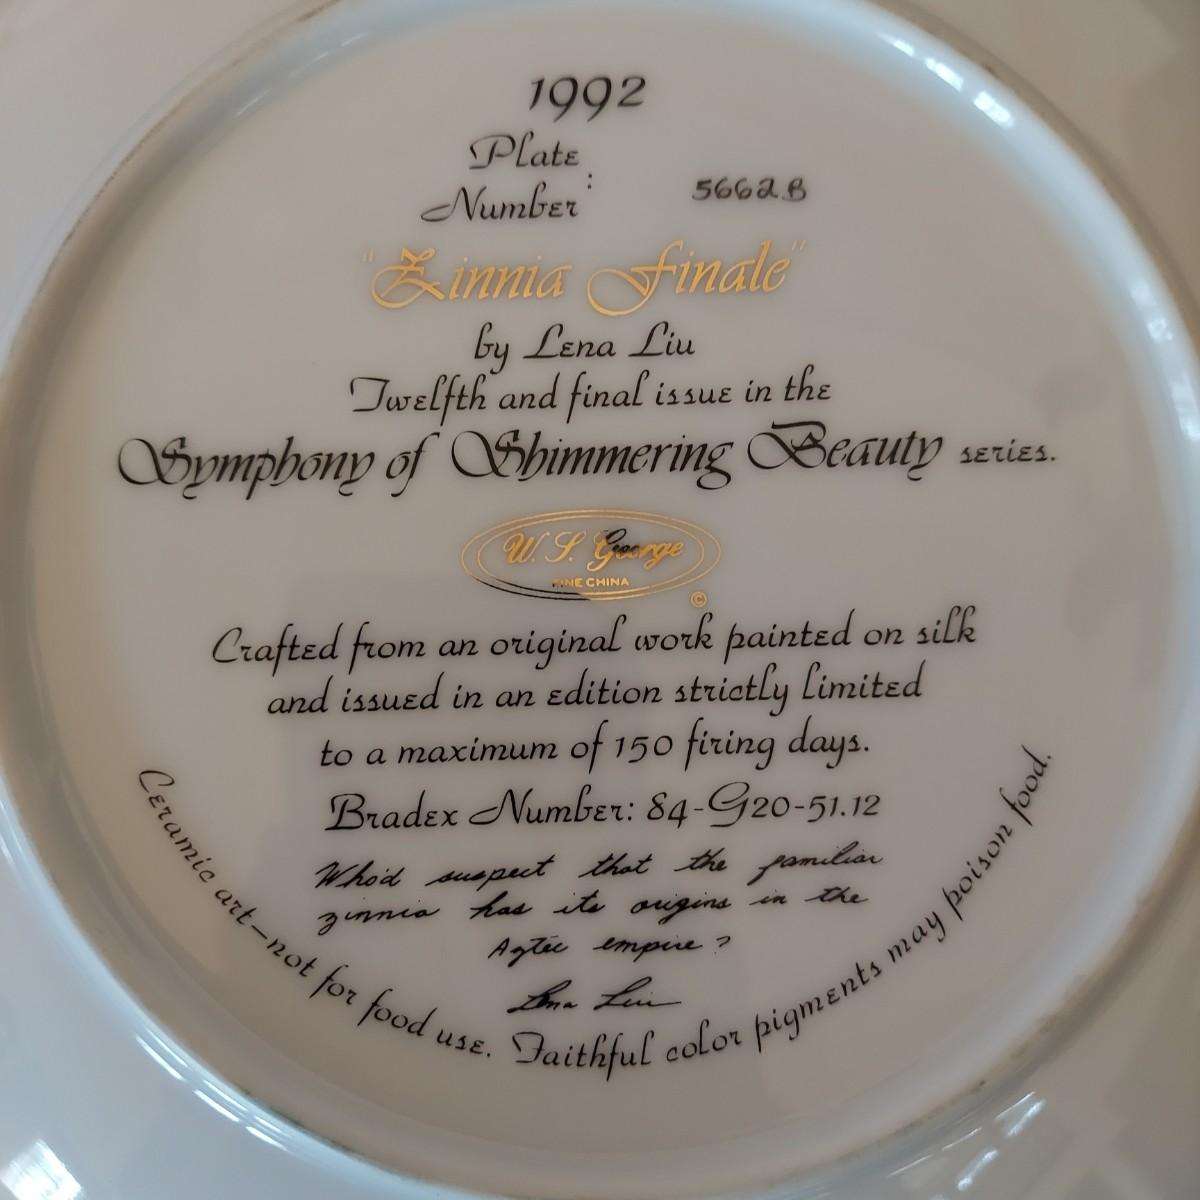 1992
Plate
Number : 5662B
"Zinnia Finale"
by Lena Liu
Twelfth and final issue in the
Symphony of Shimmering Beauty series.
W. S. George
FINE CHINA
©
Crafted from an original work painted on silk
and issued in an edition strictly limited
to a maximum of 150 firing days.
Bradex Number: 84-G20-51.12
Who'd suspect that the familiar
zinnia has its origins in the
Aztec empire?
Lena Liu
Ceramic art—not for food use. Faithful color pigments may poison food.